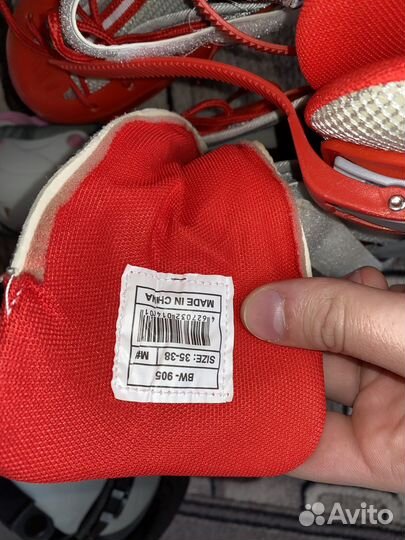 BW- 905
SIZE: 35-38 M#
MADE IN CHINA
Avito